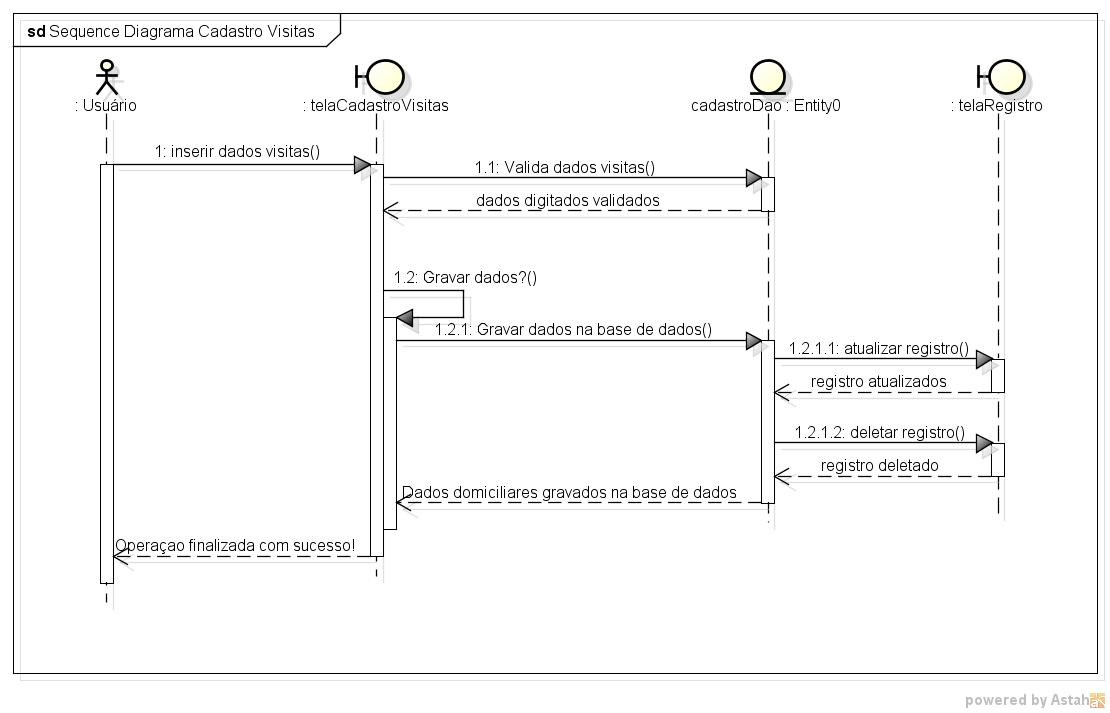 sd Sequence Diagrama Cadastro Visitas
: Usuário
: telaCadastroVisitas
cadastroDao : Entity0
: telaRegistro
1: inserir dados visitas()
1.1: Valida dados visitas()
dados digitados validados
1.2: Gravar dados?()
1.2.1: Gravar dados na base de dados()
1.2.1.1: atualizar registro()
registro atualizados
1.2.1.2: deletar registro()
registro deletado
Dados domiciliares gravados na base de dados
Operaçao finalizada com sucesso!
powered by Astah